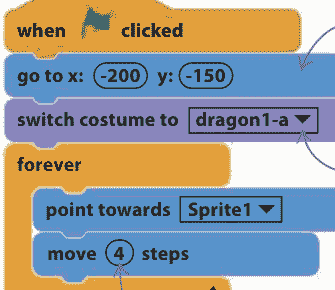 when clicked
go to x: -200 y: -150
switch costume to dragon1-a
forever
point towards Sprite1
move 4 steps